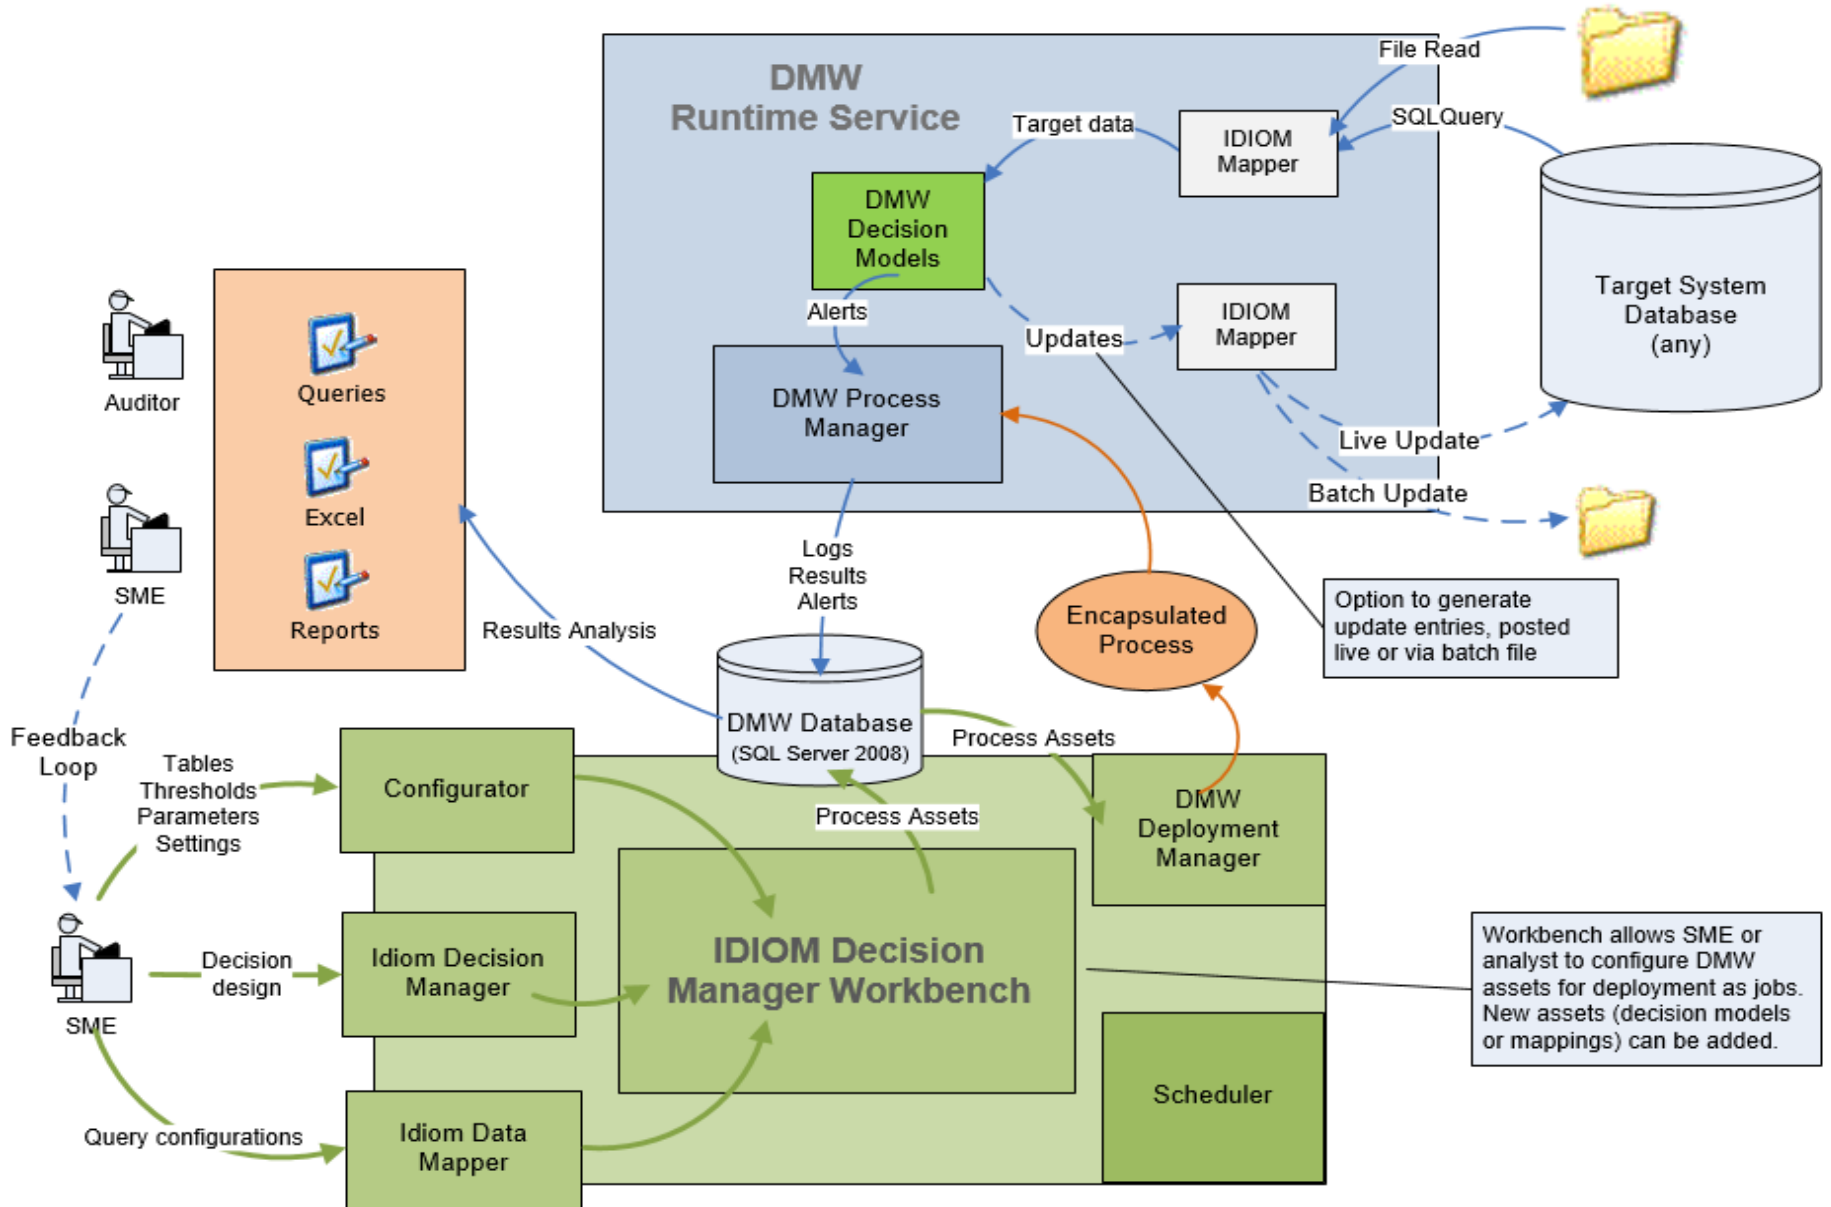 DMW
Runtime Service
File Read
SQLQuery
Target data
IDIOM
Mapper
DMW
Decision
Models
Target System
Database
(any)
Alerts
Updates
IDIOM
Mapper
DMW Process
Manager
Live Update
Batch Update
Auditor
SME
Queries
Excel
Reports
Logs
Results
Alerts
Results Analysis
Encapsulated
Process
Option to generate
update entries, posted
live or via batch file
Feedback
Loop
Tables
Thresholds
Parameters
Settings
Configurator
DMW Database
(SQL Server 2008)
Process Assets
Process Assets
DMW
Deployment
Manager
SME
Decision
design
Idiom Decision
Manager
IDIOM Decision
Manager Workbench
Workbench allows SME or
analyst to configure DMW
assets for deployment as jobs.
New assets (decision models
or mappings) can be added.
Scheduler
Query configurations
Idiom Data
Mapper